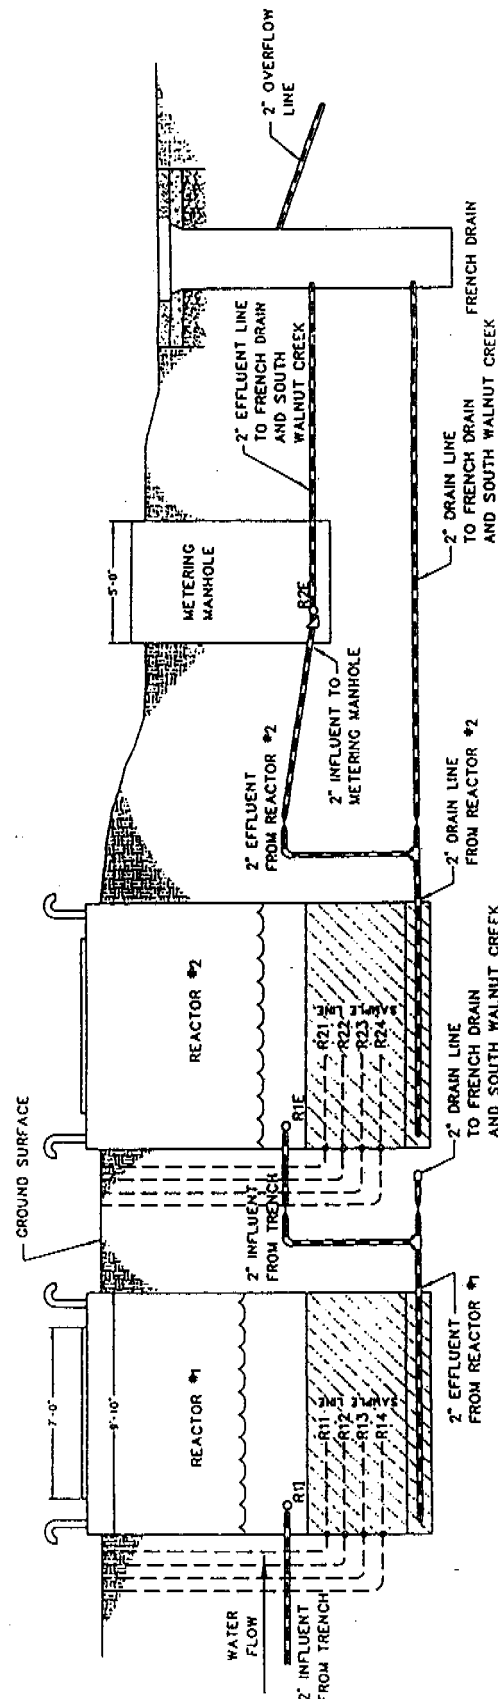 GROUND SURFACE
7'-0"
9'-10"
REACTOR #1
WATER
FLOW
R1I
2" INFLUENT
FROM TRENCH
R11
R12
R13
R14
SAMPLE LINE
2" EFFLUENT
FROM REACTOR #1
2" INFLUENT
FROM TRENCH
R1E
REACTOR #2
R21
R22
R23
R24
SAMPLE LINE
2" DRAIN LINE
TO FRENCH DRAIN
AND SOUTH WALNUT CREEK
2" EFFLUENT
FROM REACTOR #2
2" DRAIN LINE
FROM REACTOR #2
5'-0"
METERING
MANHOLE
R2E
2" INFLUENT TO
METERING MANHOLE
2" EFFLUENT LINE
TO FRENCH DRAIN
AND SOUTH
WALNUT CREEK
2" DRAIN LINE
TO FRENCH DRAIN
AND SOUTH WALNUT CREEK
2" OVERFLOW
LINE
FRENCH DRAIN